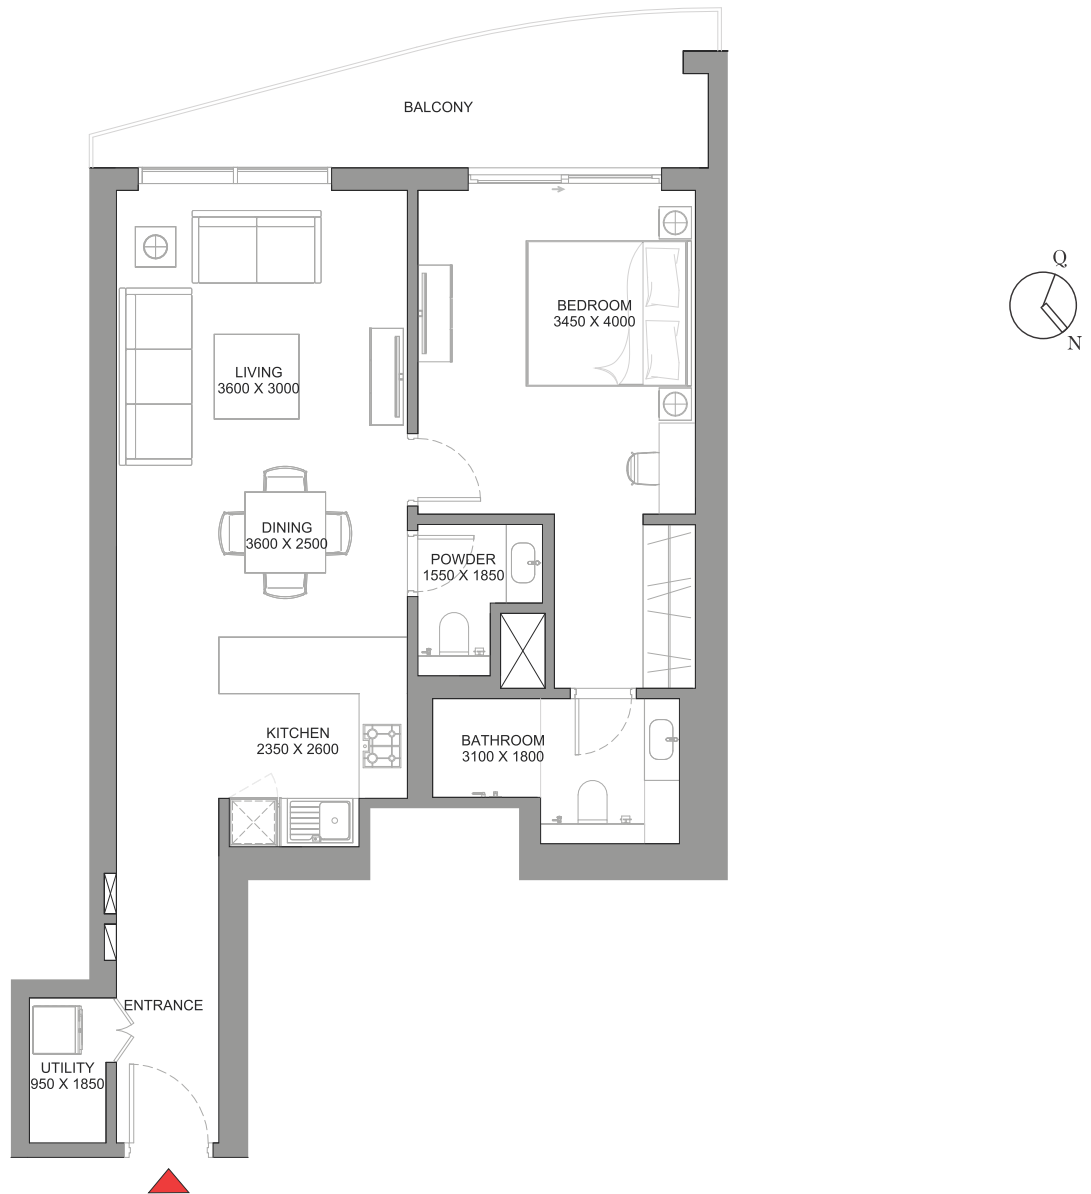 BALCONY
Q
N
BEDROOM
3450 X 4000
LIVING
3600 X 3000
DINING
3600 X 2500
POWDER
1550 X 1850
KITCHEN
2350 X 2600
BATHROOM
3100 X 1800
ENTRANCE
UTILITY
950 X 1850